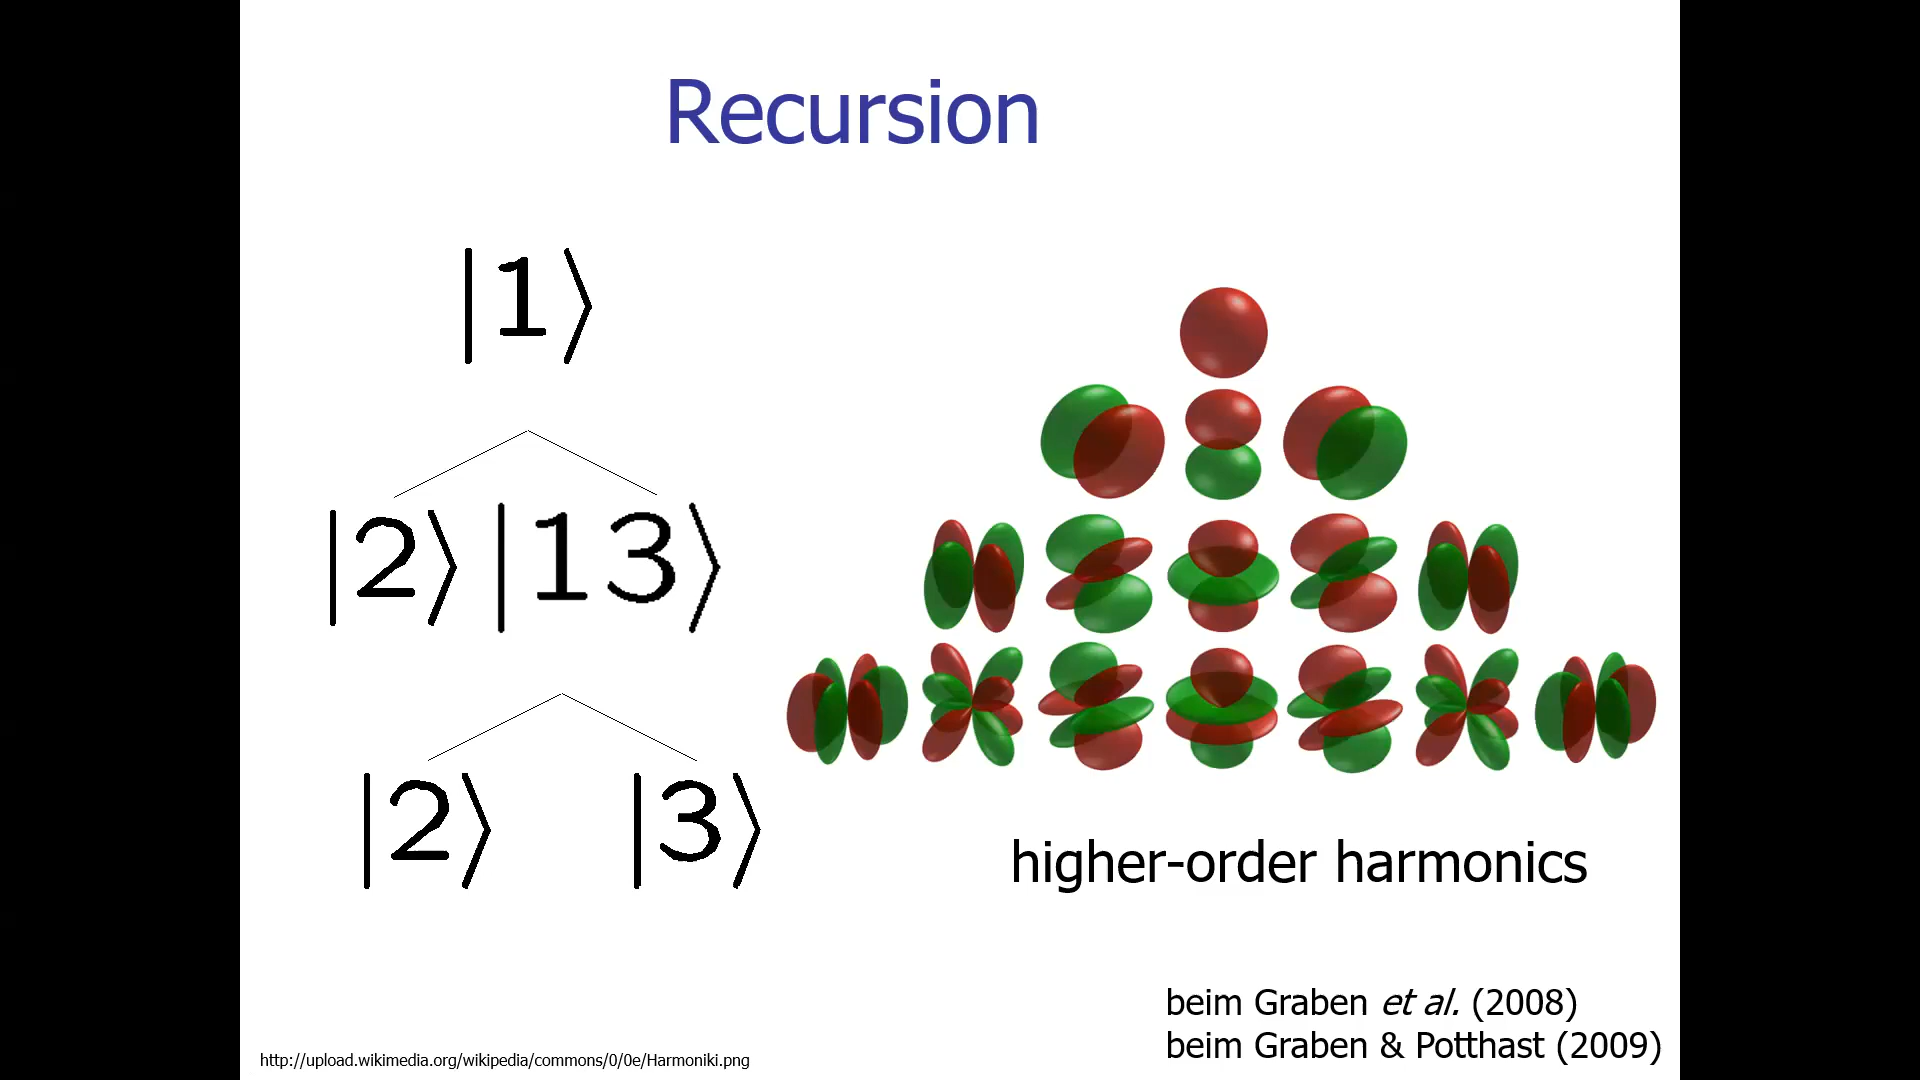 Recursion
|1⟩
|2⟩ |13⟩
|2⟩ |3⟩
higher-order harmonics
beim Graben et al. (2008)
beim Graben & Potthast (2009)
http://upload.wikimedia.org/wikipedia/commons/0/0e/Harmoniki.png